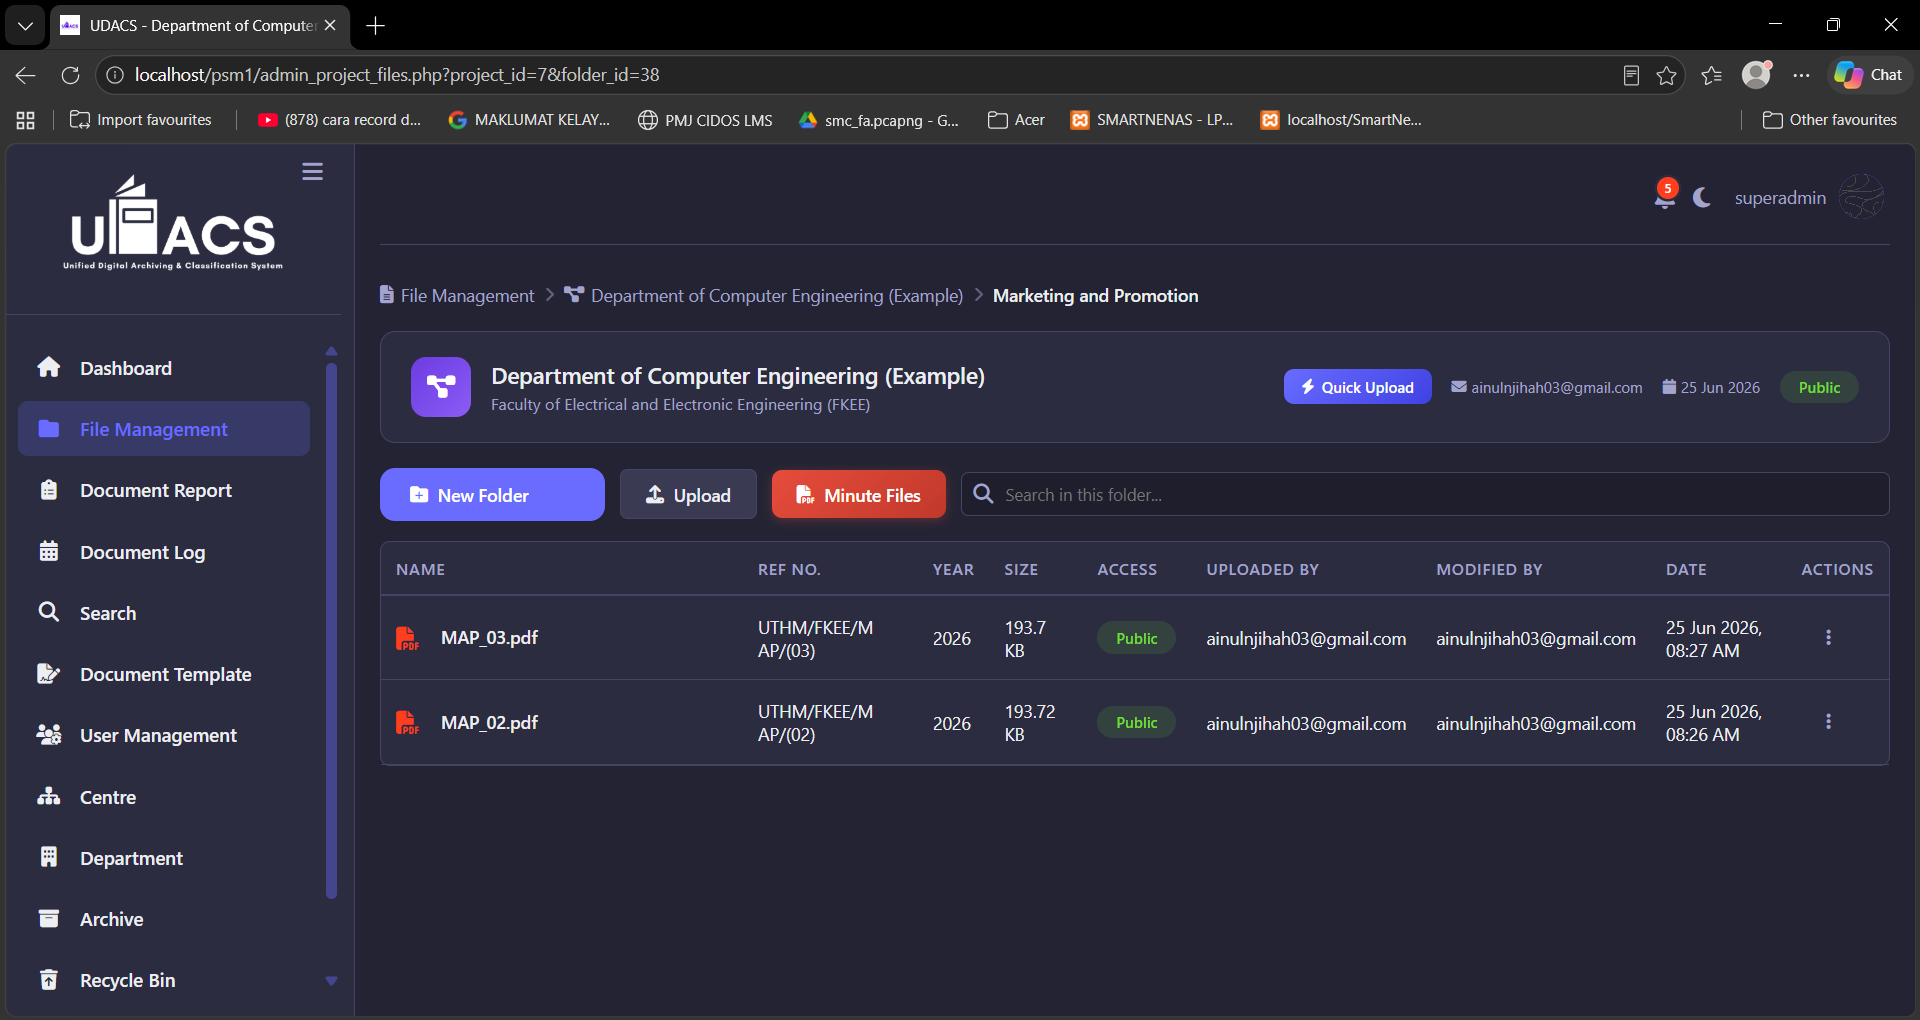 UDACS - Department of Computer
localhost/psm1/admin_project_files.php?project_id=7&folder_id=38
Chat
Import favourites
(878) cara record d...
MAKLUMAT KELAY...
PMJ CIDOS LMS
smc_fa.pcapng - G...
Acer
SMARTNENAS - LP...
localhost/SmartNe...
Other favourites
UDACS
Unified Digital Archiving & Classification System
5
superadmin
Dashboard
File Management
Document Report
Document Log
Search
Document Template
User Management
Centre
Department
Archive
Recycle Bin
File Management > Department of Computer Engineering (Example) > Marketing and Promotion
Department of Computer Engineering (Example)
Faculty of Electrical and Electronic Engineering (FKEE)
Quick Upload
ainulnjihah03@gmail.com
25 Jun 2026
Public
New Folder
Upload
PDF
Minute Files
Search in this folder...
NAME REF NO. YEAR SIZE ACCESS UPLOADED BY MODIFIED BY DATE ACTIONS
PDF MAP_03.pdf UTHM/FKEE/M 2026 193.7 Public ainulnjihah03@gmail.com ainulnjihah03@gmail.com 25 Jun 2026,
AP/(03) KB 08:27 AM
PDF MAP_02.pdf UTHM/FKEE/M 2026 193.72 Public ainulnjihah03@gmail.com ainulnjihah03@gmail.com 25 Jun 2026,
AP/(02) KB 08:26 AM